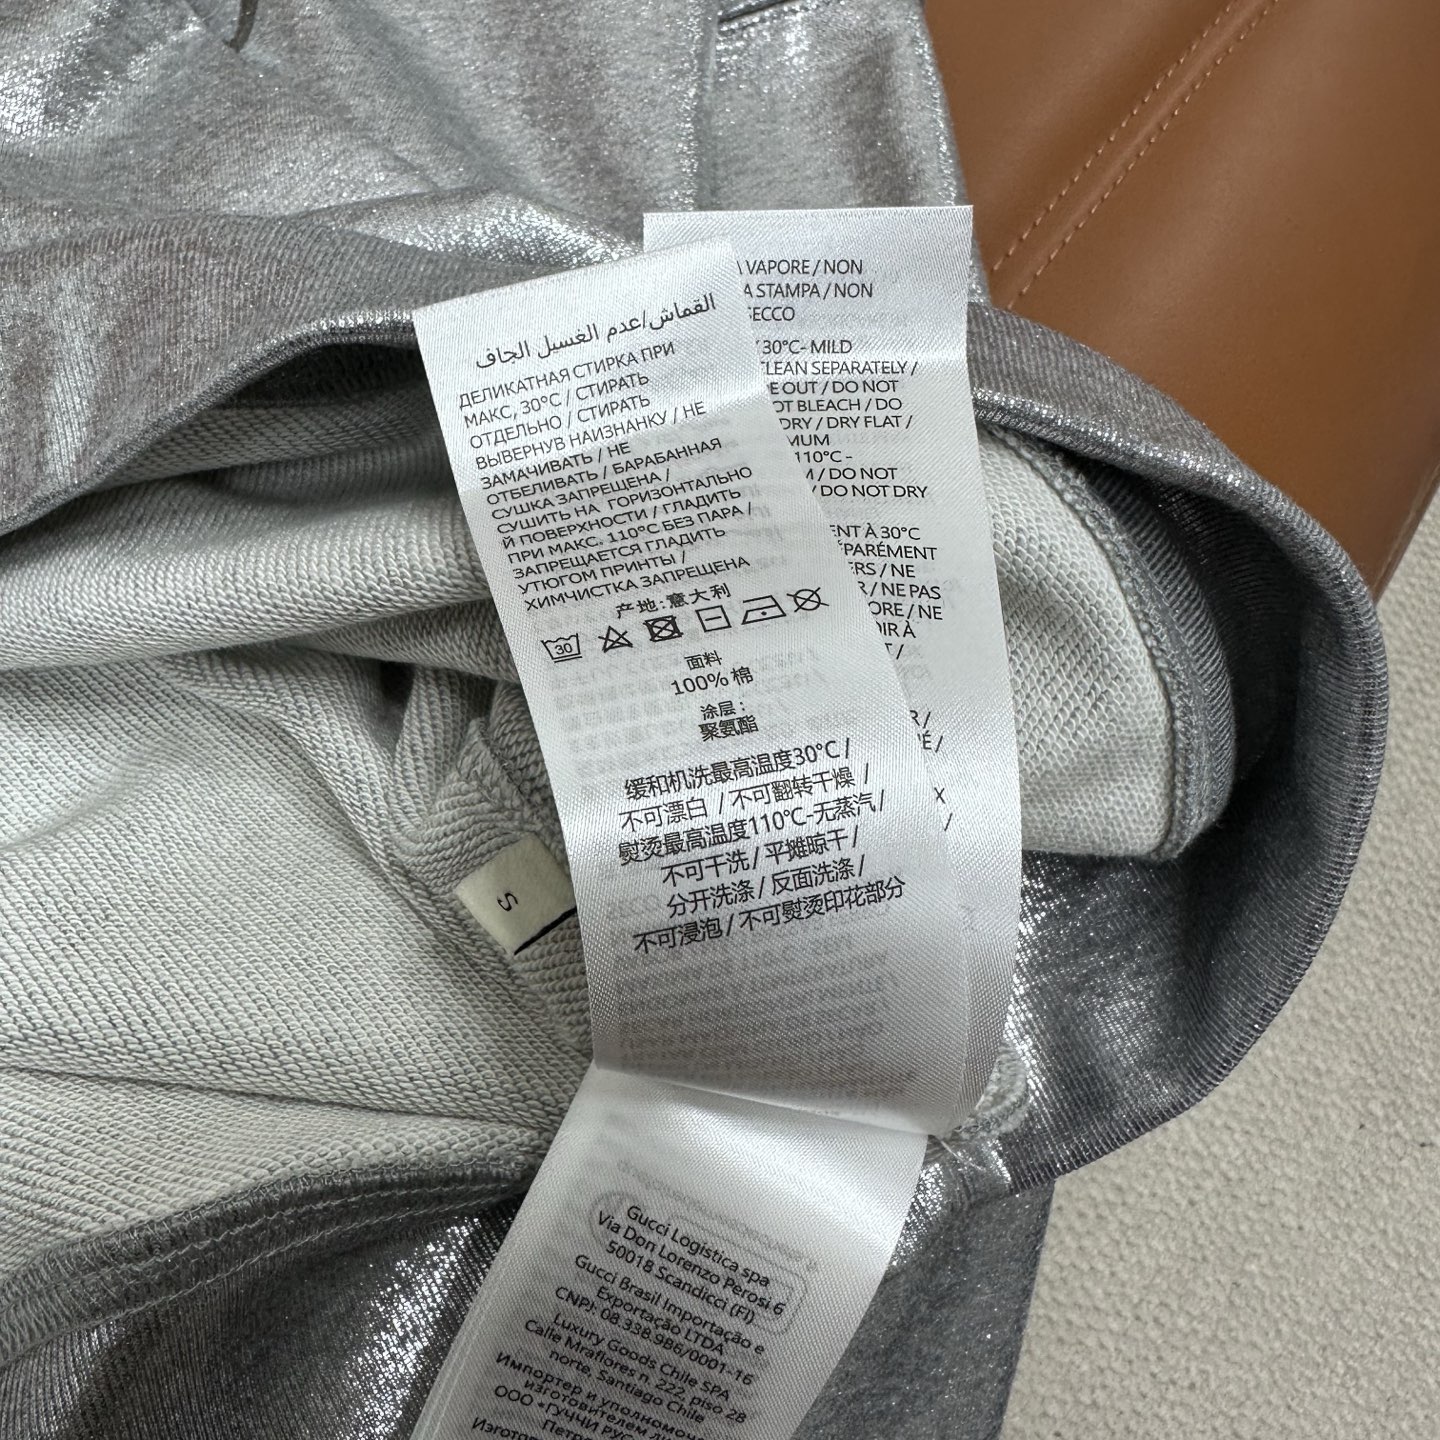 القماش/عدم الغسيل الجاف
ДЕЛИКАТНАЯ СТИРКА ПРИ
МАКС, 30°C / СТИРАТЬ
ОТДЕЛЬНО / СТИРАТЬ
ВЫВЕРНУВ НАИЗНАНКУ / НЕ
ЗАМАЧИВАТЬ / НЕ
ОТБЕЛИВАТЬ / БАРАБАННАЯ
СУШКА ЗАПРЕЩЕНА /
СУШИТЬ НА ГОРИЗОНТАЛЬНО
Й ПОВЕРХНОСТИ / ГЛАДИТЬ
ПРИ МАКС. 110°C БЕЗ ПАРА /
ЗАПРЕЩАЕТСЯ ГЛАДИТЬ
УТЮГОМ ПРИНТЫ /
ХИМЧИСТКА ЗАПРЕЩЕНА
产地:意大利
30
面料
100% 棉
涂层:
聚氨酯
缓和机洗最高温度30°C /
不可漂白 / 不可翻转干燥 /
熨烫最高温度110°C-无蒸汽 /
不可干洗 / 平摊晾干 /
分开洗涤 / 反面洗涤 /
不可浸泡 / 不可熨烫印花部分
VAPORE / NON
A STAMPA / NON
30°C- MILD
SEPARATELY /
OUT / DO NOT
BLEACH / DO
DRY / DRY FLAT /
110°C -
/ DO NOT
/ DO NOT DRY
À 30°C
/ NE
/ NE PAS
/ NE
À
/
/
X
/
S
Gucci Logistica spa
Via Don Lorenzo Perosi 6
50018 Scandicci (FI)
Gucci Brasil Importação e
Exportação LTDA
CNPJ: 08.338.986/0001-16
Luxury Goods Chile SPA
Calle Mraflores n. 222, piso 28
norte, Santiago Chile
Импортер и
изготовителем
ООО «ГУЧЧИ